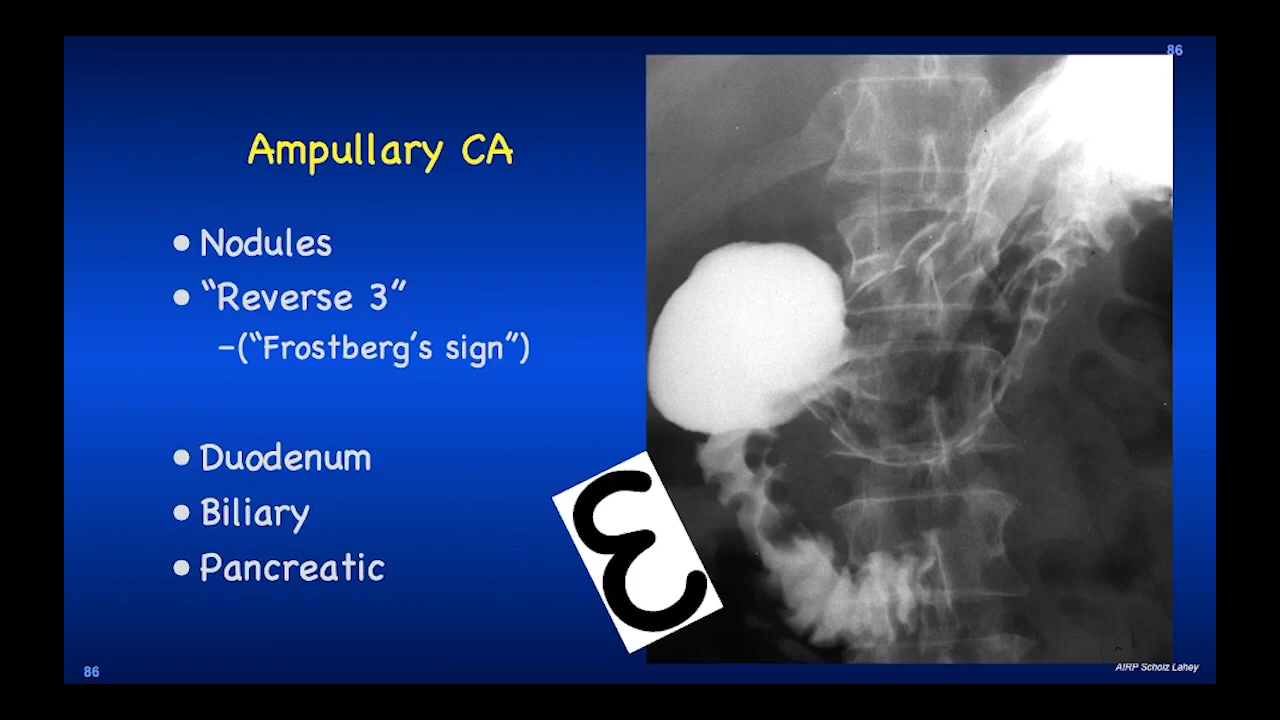 86
Ampullary CA
• Nodules
• “Reverse 3”
–(“Frostberg’s sign”)
• Duodenum
• Biliary
• Pancreatic
Ɛ
AIRP Scholz Lahey
86